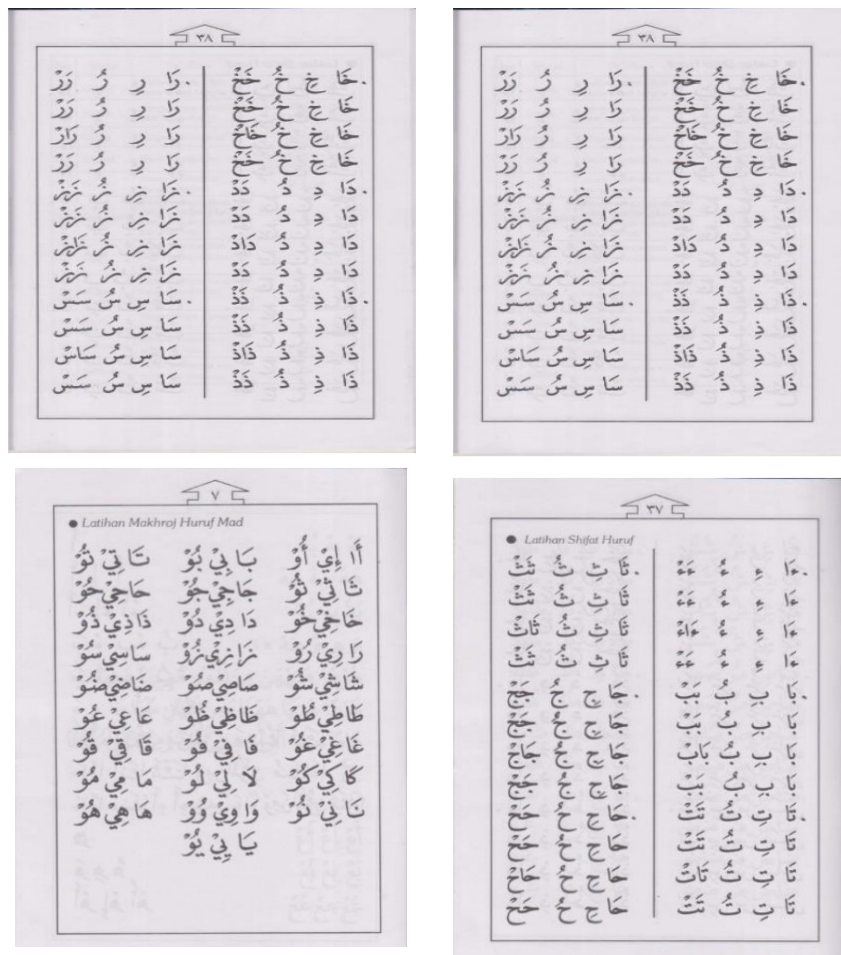 ٣٨
.خَا خِ خُ خَخْ
خَا خِ خُ خَخْ
خَا خِ خُ خَاخْ
خَا خِ خُ خَخْ
.دَا دِ دُ دَدْ
دَا دِ دُ دَدْ
دَا دِ دُ دَادْ
دَا دِ دُ دَدْ
.ذَا ذِ ذُ ذَذْ
ذَا ذِ ذُ ذَذْ
ذَا ذِ ذُ ذَاذْ
ذَا ذِ ذُ ذَذْ
.رَا رِ رُ رَرْ
رَا رِ رُ رَرْ
رَا رِ رُ رَارْ
رَا رِ رُ رَرْ
.زَا زِ زُ زَزْ
زَا زِ زُ زَزْ
زَا زِ زُ زَازْ
زَا زِ زُ زَزْ
.سَا سِ سُ سَسْ
سَا سِ سُ سَسْ
سَا سِ سُ سَاسْ
سَا سِ سُ سَسْ
٣٨
.خَا خِ خُ خَخْ
خَا خِ خُ خَخْ
خَا خِ خُ خَاخْ
خَا خِ خُ خَخْ
.دَا دِ دُ دَدْ
دَا دِ دُ دَدْ
دَا دِ دُ دَادْ
دَا دِ دُ دَدْ
.ذَا ذِ ذُ ذَذْ
ذَا ذِ ذُ ذَذْ
ذَا ذِ ذُ ذَاذْ
ذَا ذِ ذُ ذَذْ
.رَا رِ رُ رَرْ
رَا رِ رُ رَرْ
رَا رِ رُ رَارْ
رَا رِ رُ رَرْ
.زَا زِ زُ زَزْ
زَا زِ زُ زَزْ
زَا زِ زُ زَازْ
زَا زِ زُ زَزْ
.سَا سِ سُ سَسْ
سَا سِ سُ سَسْ
سَا سِ سُ سَاسْ
سَا سِ سُ سَسْ
٧
● Latihan Makhroj Huruf Mad
أَا إِيْ أُوْ بَا بِيْ بُوْ تَا تِيْ تُوْ
ثَا ثِيْ ثُوْ جَا جِيْ جُوْ حَا حِيْ حُوْ
خَا خِيْ خُوْ دَا دِيْ دُوْ ذَا ذِيْ ذُوْ
رَا رِيْ رُوْ زَا زِيْ زُوْ سَا سِيْ سُوْ
شَا شِيْ شُوْ صَا صِيْ صُوْ ضَا ضِيْ ضُوْ
طَا طِيْ طُوْ ظَا ظِيْ ظُوْ عَا عِيْ عُوْ
غَا غِيْ غُوْ فَا فِيْ فُوْ قَا قِيْ قُوْ
كَا كِيْ كُوْ لَا لِيْ لُوْ مَا مِيْ مُوْ
نَا نِيْ نُوْ وَا وِيْ وُوْ هَا هِيْ هُوْ
يَا يِيْ يُوْ
٣٧
● Latihan Shifat Huruf
.ءَا ءِ ءُ ءَءْ
ءَا ءِ ءُ ءَءْ
ءَا ءِ ءُ ءَاءْ
ءَا ءِ ءُ ءَءْ
.بَا بِ بُ بَبْ
بَا بِ بُ بَبْ
بَا بِ بُ بَابْ
بَا بِ بُ بَبْ
.تَا تِ تُ تَتْ
تَا تِ تُ تَتْ
تَا تِ تُ تَاتْ
تَا تِ تُ تَتْ
.ثَا ثِ ثُ ثَثْ
ثَا ثِ ثُ ثَثْ
ثَا ثِ ثُ ثَاثْ
ثَا ثِ ثُ ثَثْ
.جَا جِ جُ جَجْ
جَا جِ جُ جَجْ
جَا جِ جُ جَاجْ
جَا جِ جُ جَجْ
.حَا حِ حُ حَحْ
حَا حِ حُ حَحْ
حَا حِ حُ حَاحْ
حَا حِ حُ حَحْ